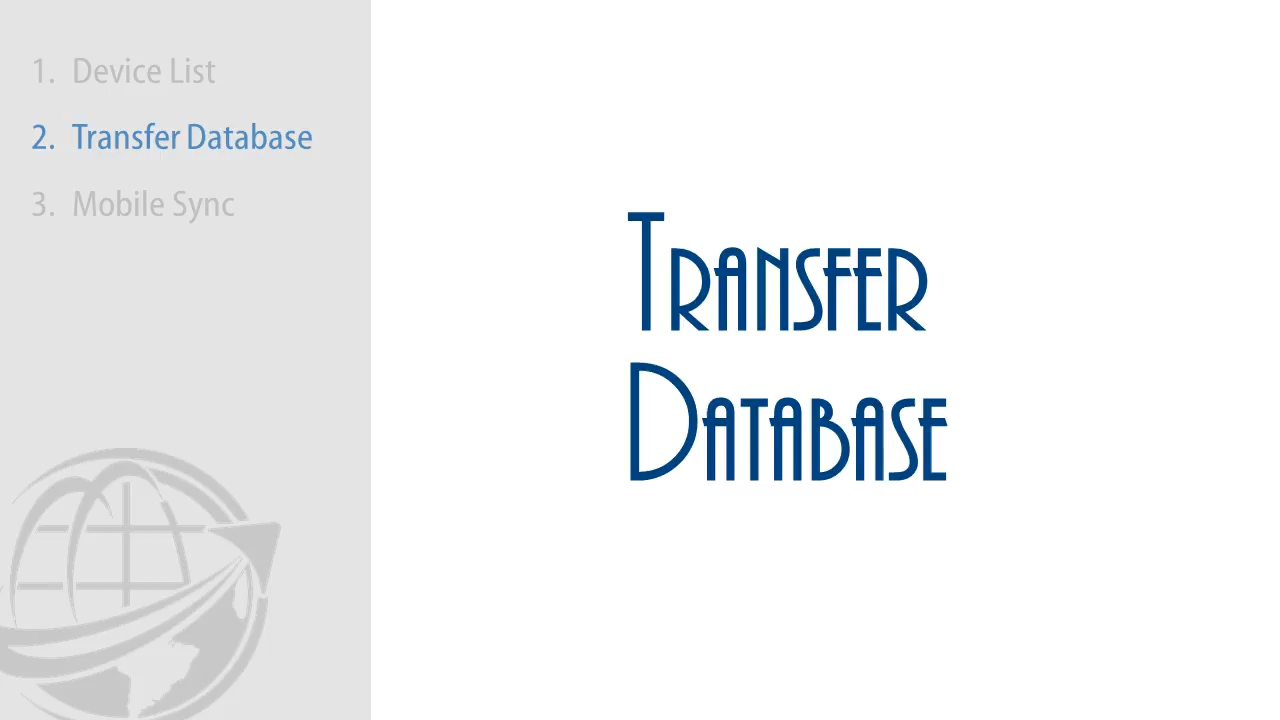 1. Device List
2. Transfer Database
3. Mobile Sync
Transfer
Database